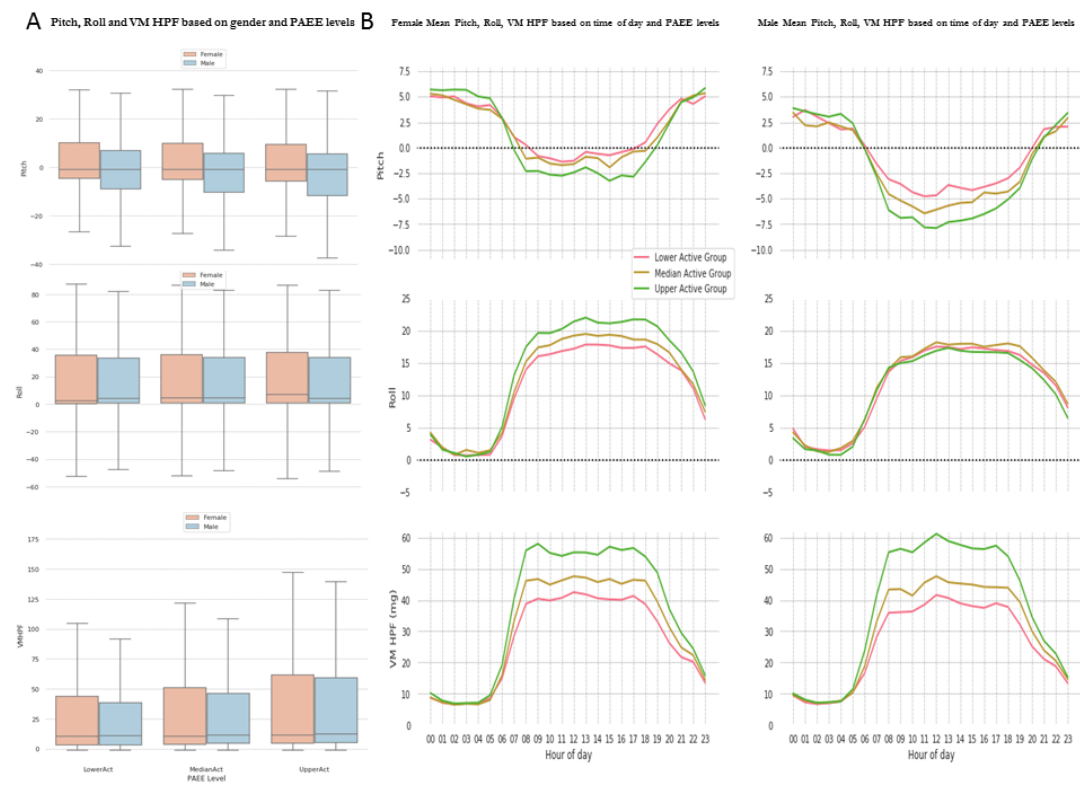 A Pitch, Roll and VM HPF based on gender and PAEE levels
Female
Male
40
20
0
−20
−40
Pitch
Female
Male
80
60
40
20
0
−20
−40
−60
Roll
Female
Male
175
150
125
100
75
50
25
0
VMHPF
LowerAct MedianAct UpperAct
PAEE Level
B Female Mean Pitch, Roll, VM HPF based on time of day and PAEE levels
7.5
5.0
2.5
0.0
−2.5
−5.0
−7.5
−10.0
Pitch
Lower Active Group
Median Active Group
Upper Active Group
25
20
15
10
5
0
−5
Roll
60
50
40
30
20
10
0
VM HPF (mg)
00 01 02 03 04 05 06 07 08 09 10 11 12 13 14 15 16 17 18 19 20 21 22 23
Hour of day
Male Mean Pitch, Roll, VM HPF based on time of day and PAEE levels
7.5
5.0
2.5
0.0
−2.5
−5.0
−7.5
−10.0
25
20
15
10
5
0
−5
60
50
40
30
20
10
0
00 01 02 03 04 05 06 07 08 09 10 11 12 13 14 15 16 17 18 19 20 21 22 23
Hour of day